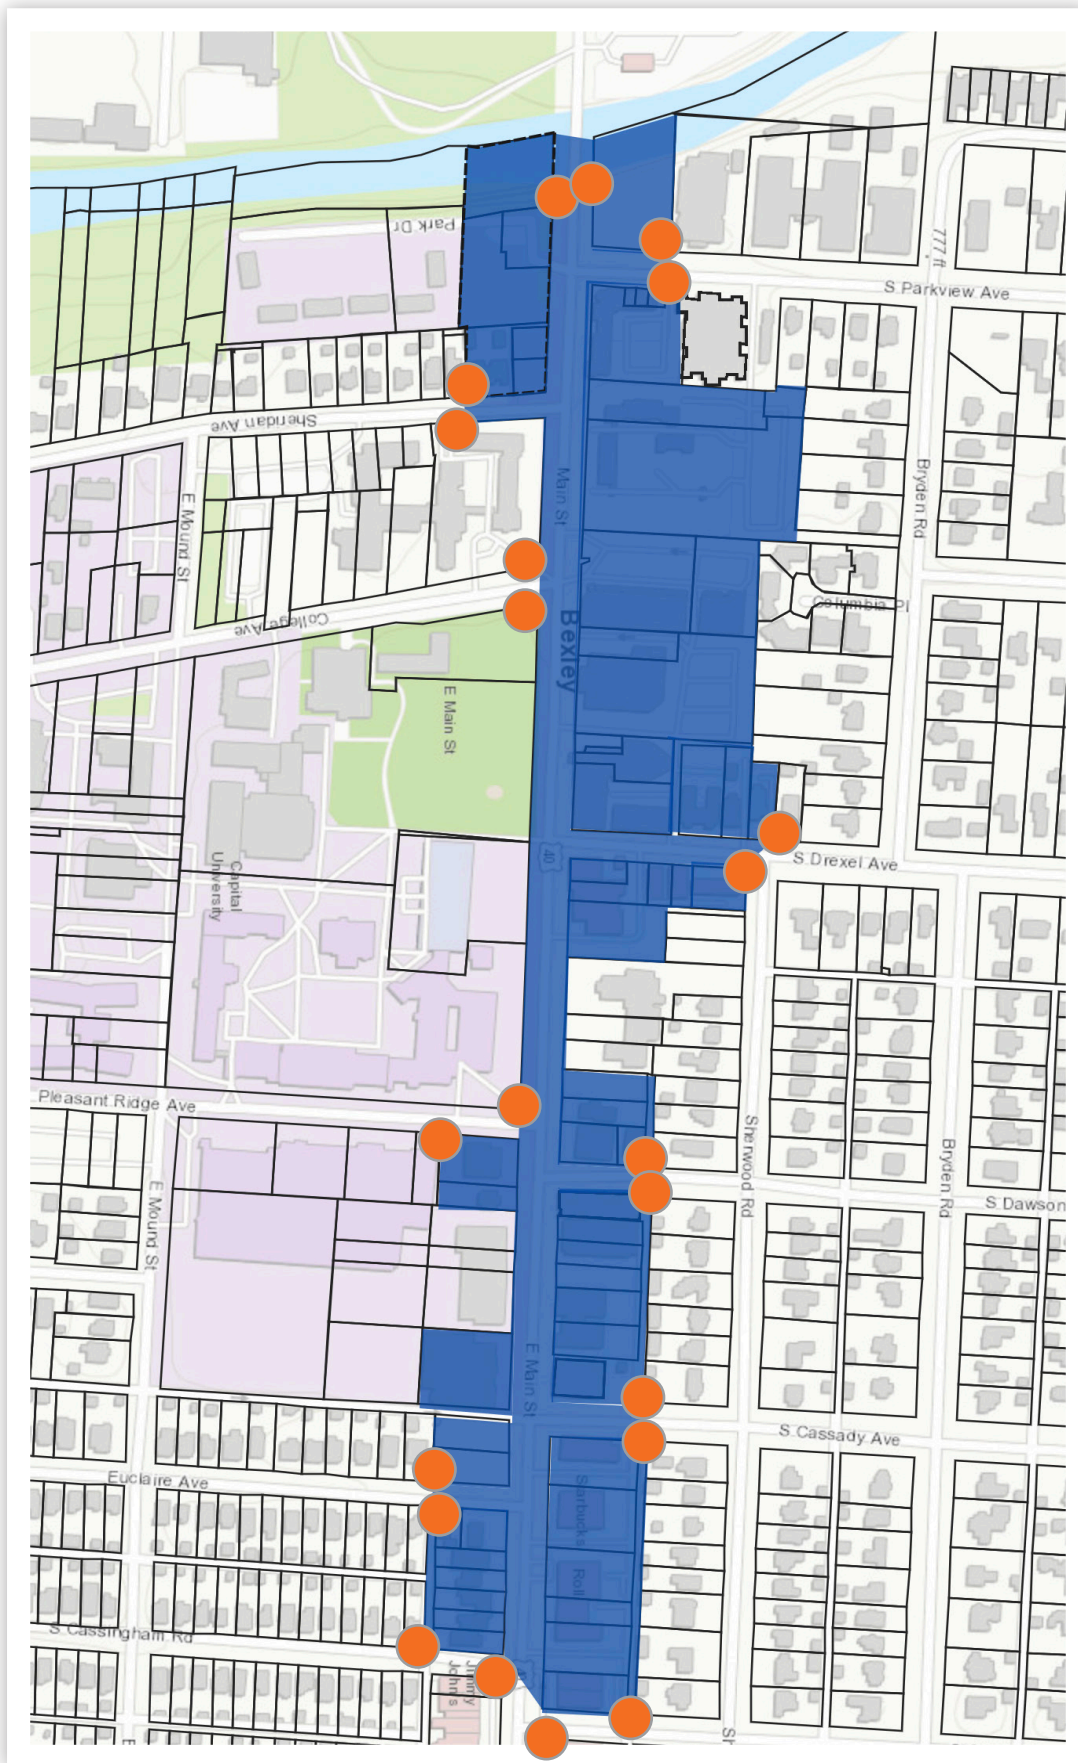 Park Dr
777 ft
S Parkview Ave
Sheridan Ave
Main St
Bryden Rd
E Mound St
Columbia Pl
College Ave
Bexley
E Main St
40
S Drexel Ave
Capital
University
Pleasant Ridge Ave
Sherwood Rd
Bryden Rd
S Dawson
E Mound St
E Main St
S Cassady Ave
Euclaire Ave
Starbucks
Roll
S Cassingham Rd
Jimmy
John's